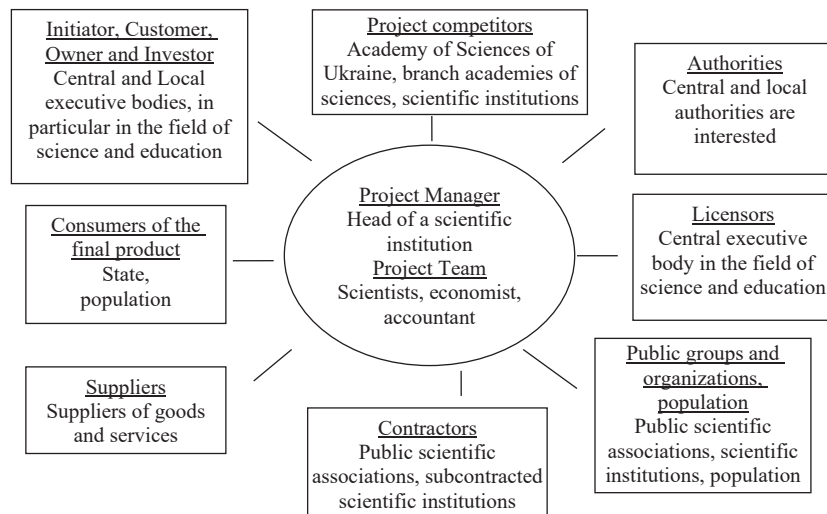 Initiator, Customer,
Owner and Investor
Central and Local
executive bodies, in
particular in the field of
science and education
Project competitors
Academy of Sciences of
Ukraine, branch academies of
sciences, scientific institutions
Authorities
Central and local
authorities are
interested
Consumers of the
final product
State,
population
Project Manager
Head of a scientific
institution
Project Team
Scientists, economist,
accountant
Licensors
Central executive
body in the field of
science and education
Suppliers
Suppliers of goods
and services
Contractors
Public scientific
associations, subcontracted
scientific institutions
Public groups and
organizations,
population
Public scientific
associations, scientific
institutions, population